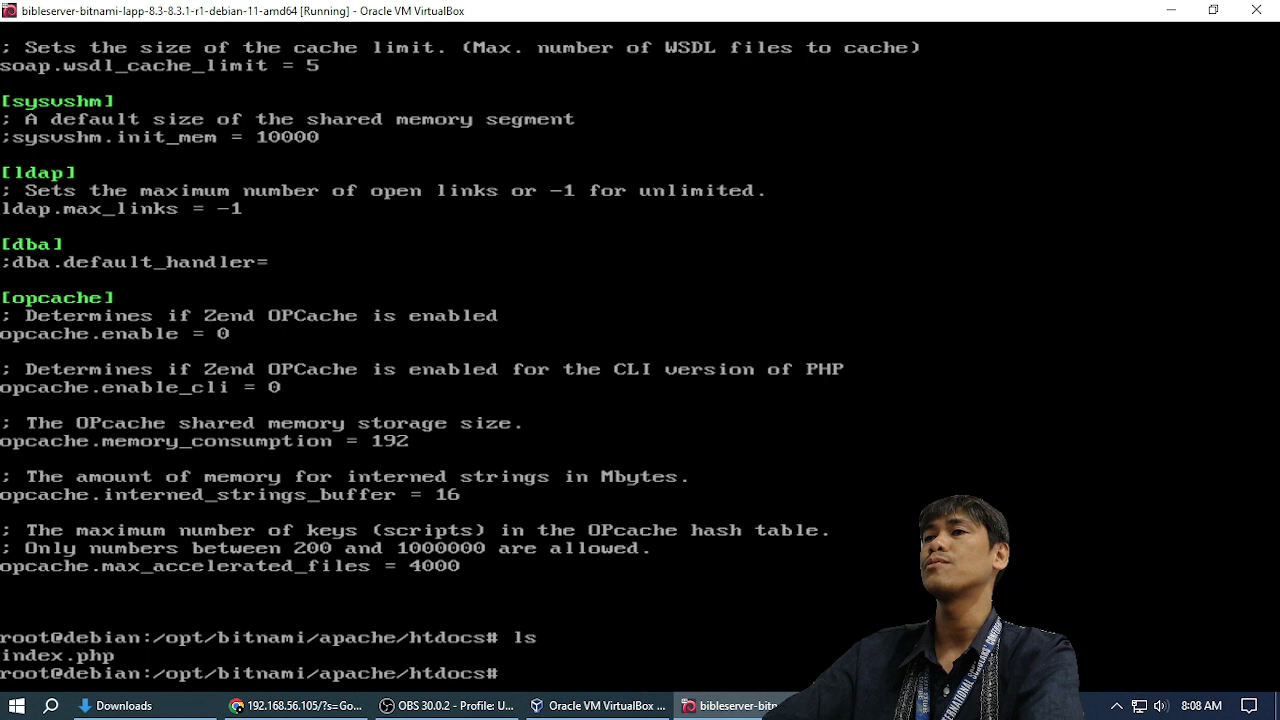 bibleserver-bitnami-lapp-8.3-8.3.1-r1-debian-11-amd64 [Running] - Oracle VM VirtualBox
; Sets the size of the cache limit. (Max. number of WSDL files to cache)
soap.wsdl_cache_limit = 5
[sysvshm]
; A default size of the shared memory segment
;sysvshm.init_mem = 10000
[ldap]
; Sets the maximum number of open links or -1 for unlimited.
ldap.max_links = -1
[dba]
;dba.default_handler=
[opcache]
; Determines if Zend OPCache is enabled
opcache.enable = 0
; Determines if Zend OPCache is enabled for the CLI version of PHP
opcache.enable_cli = 0
; The OPcache shared memory storage size.
opcache.memory_consumption = 192
; The amount of memory for interned strings in Mbytes.
opcache.interned_strings_buffer = 16
; The maximum number of keys (scripts) in the OPcache hash table.
; Only numbers between 200 and 1000000 are allowed.
opcache.max_accelerated_files = 4000
root@debian:/opt/bitnami/apache/htdocs# ls
index.php
root@debian:/opt/bitnami/apache/htdocs#
Downloads 192.168.56.105/?s=Go... OBS 30.0.2 - Profile: U... Oracle VM VirtualBox ... bibleserver-bitn 8:08 AM